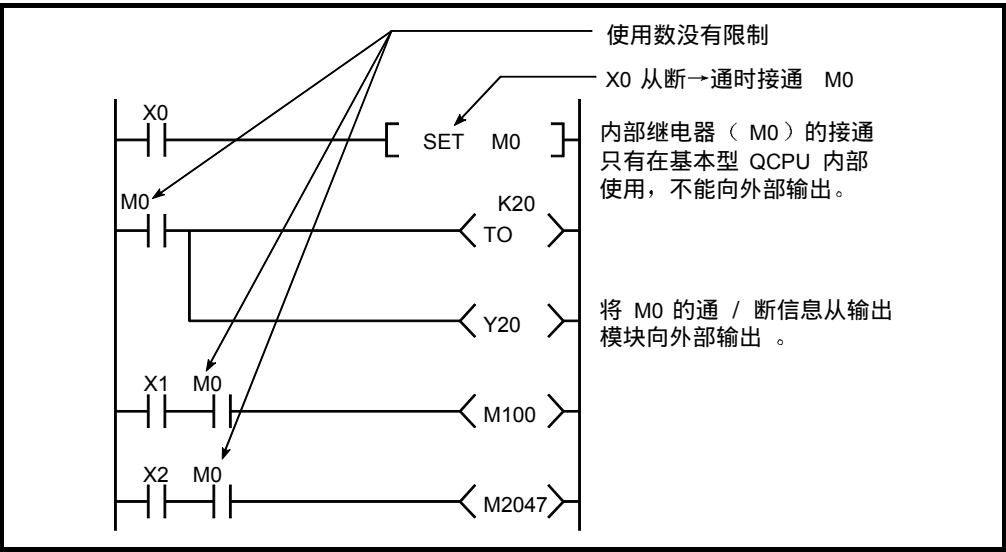 使用数没有限制
X0 从断→通时接通 M0
X0
SET M0
内部继电器（ M0 ）的接通
只有在基本型 QCPU 内部
使用，不能向外部输出。
M0
K20
TO
Y20
将 M0 的通 / 断信息从输出
模块向外部输出 。
X1 M0
M100
X2 M0
M2047